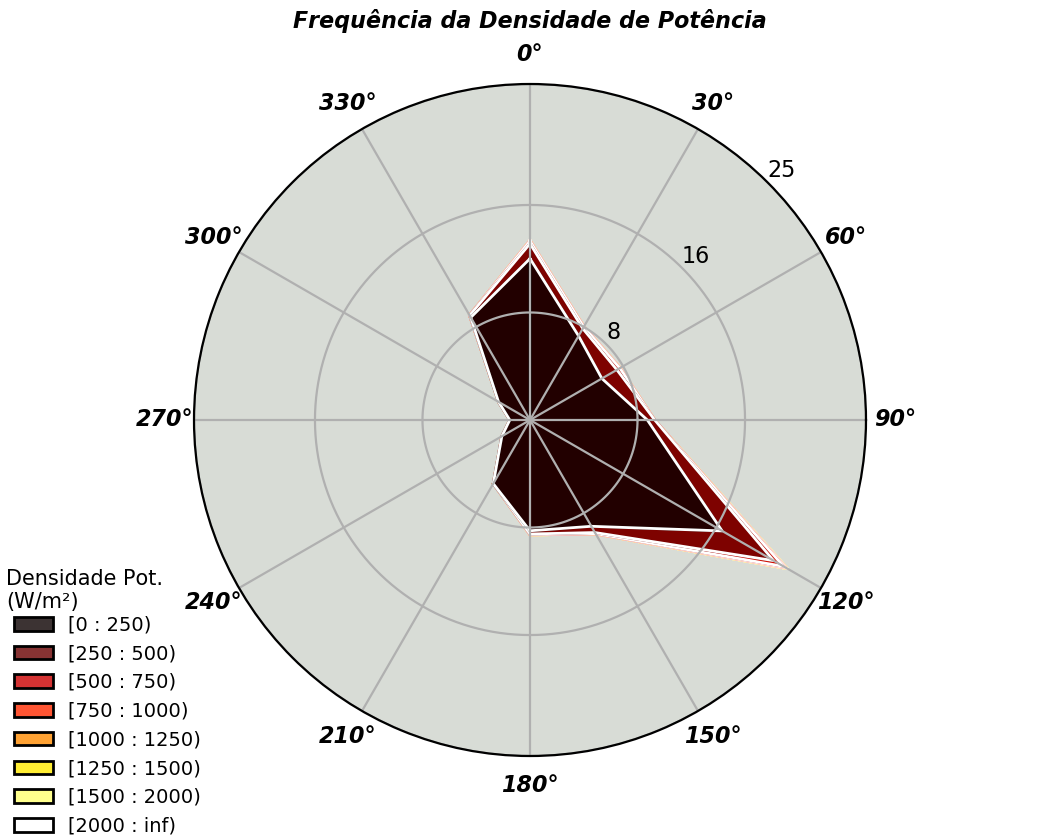 Frequência da Densidade de Potência
0°
330°
30°
25
300°
60°
16
8
270°
90°
Densidade Pot.
(W/m²)
240°
120°
[0 : 250)
[250 : 500)
[500 : 750)
[750 : 1000)
210°
150°
[1000 : 1250)
[1250 : 1500)
180°
[1500 : 2000)
[2000 : inf)